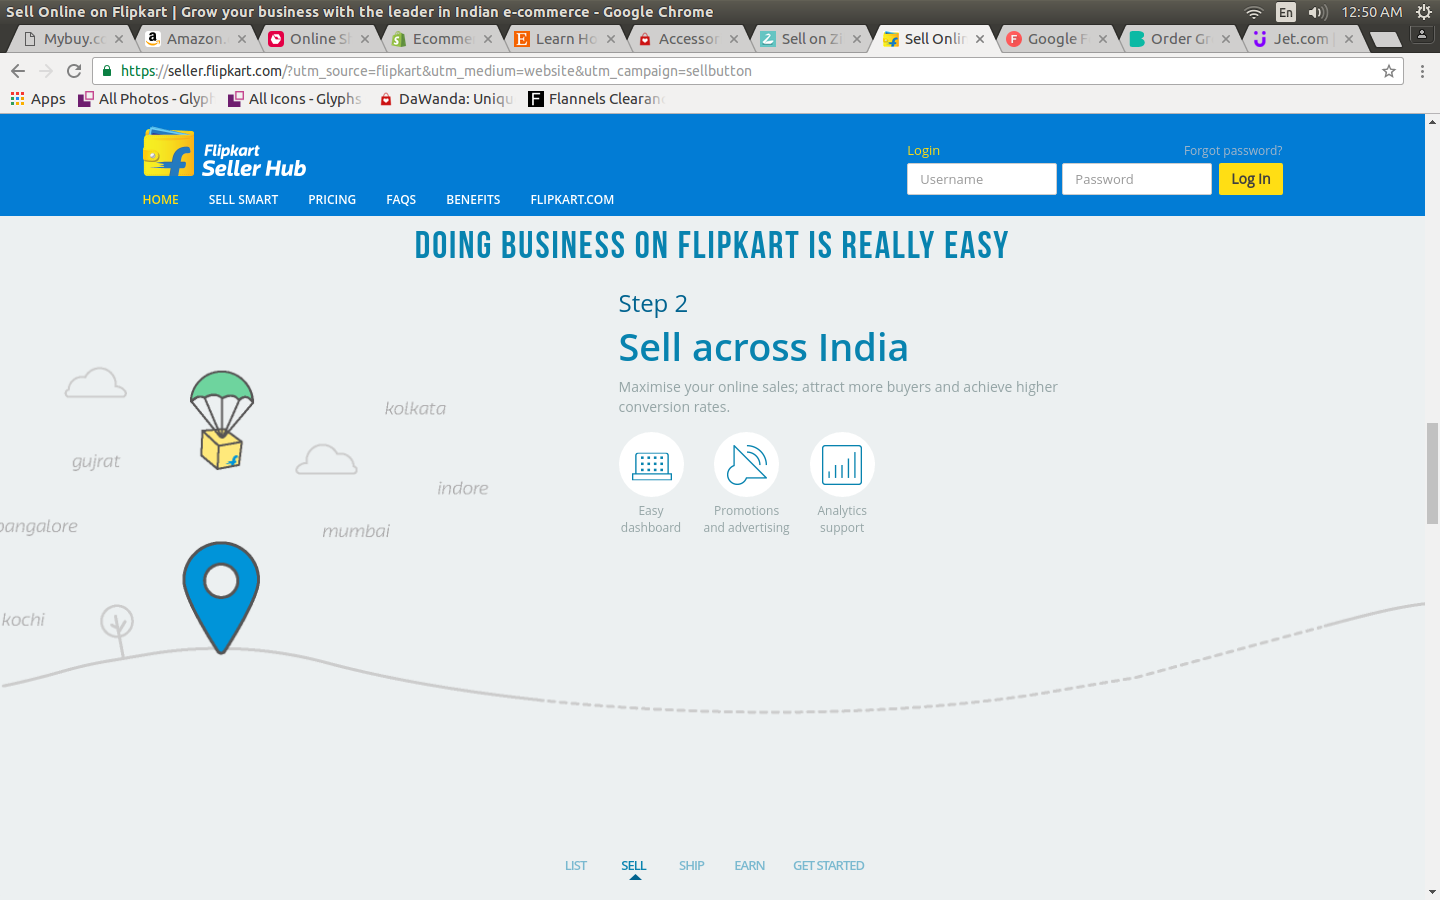 Sell Online on Flipkart | Grow your business with the leader in Indian e-commerce - Google Chrome
En
12:50 AM
Mybuy.cc
Amazon.
Online Sh
Ecomme
Learn Ho
Accessor
Sell on Zi
Sell Onlin
Google F
Order Gr
Jet.com |
https://seller.flipkart.com/?utm_source=flipkart&utm_medium=website&utm_campaign=sellbutton
Apps
All Photos - Glyph
All Icons - Glyphs
DaWanda: Uniqu
Flannels Clearanc
Flipkart
Seller Hub
Login
Forgot password?
Username
Password
Log In
HOME
SELL SMART
PRICING
FAQS
BENEFITS
FLIPKART.COM
DOING BUSINESS ON FLIPKART IS REALLY EASY
Step 2
Sell across India
Maximise your online sales; attract more buyers and achieve higher
conversion rates.
Easy
dashboard
Promotions
and advertising
Analytics
support
kolkata
gujrat
indore
bangalore
mumbai
kochi
LIST
SELL
SHIP
EARN
GET STARTED